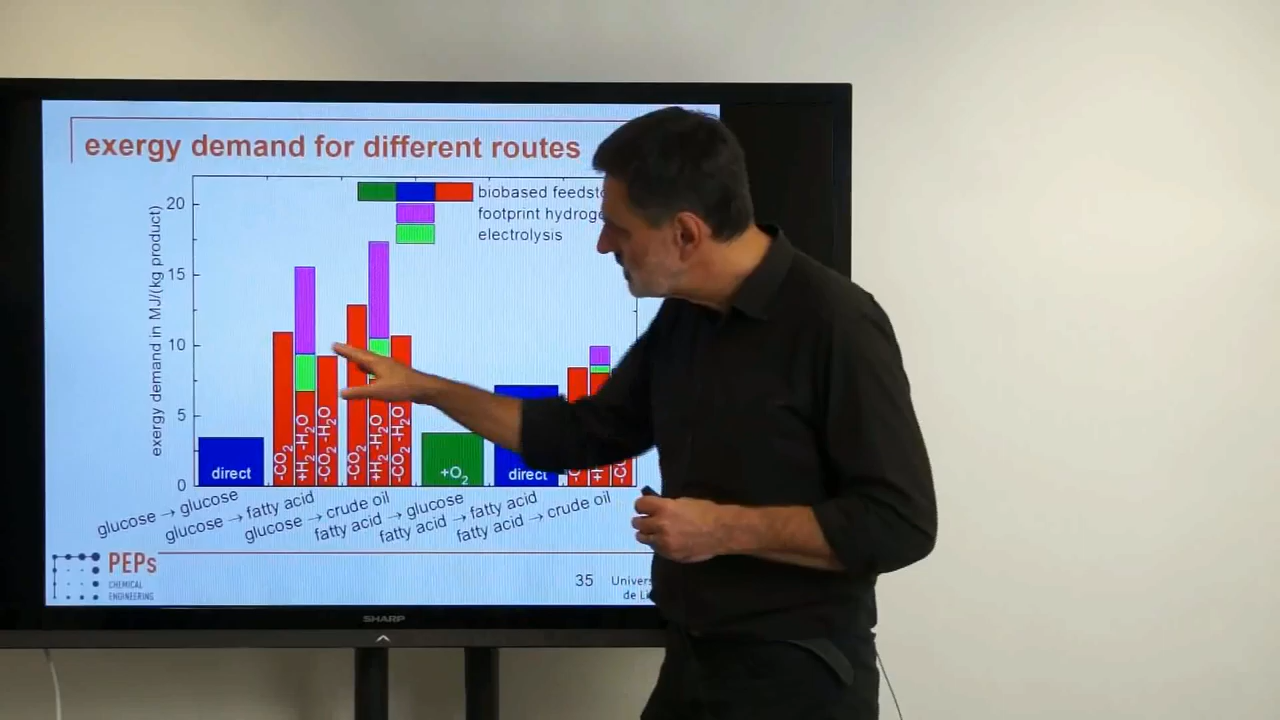 exergy demand for different routes
biobased
footprint
electrolysis
exergy demand in MJ/(kg product)
20
15
10
5
0
direct
-CO2
+H2 -H2O
-CO2 -H2O
-CO2
+H2 -H2O
-CO2 -H2O
+O2
direct
glucose → glucose
glucose → fatty acid
glucose → crude oil
fatty acid → glucose
fatty acid → fatty acid
fatty acid → crude oil
PEPs
CHEMICAL
ENGINEERING
35
de
SHARP